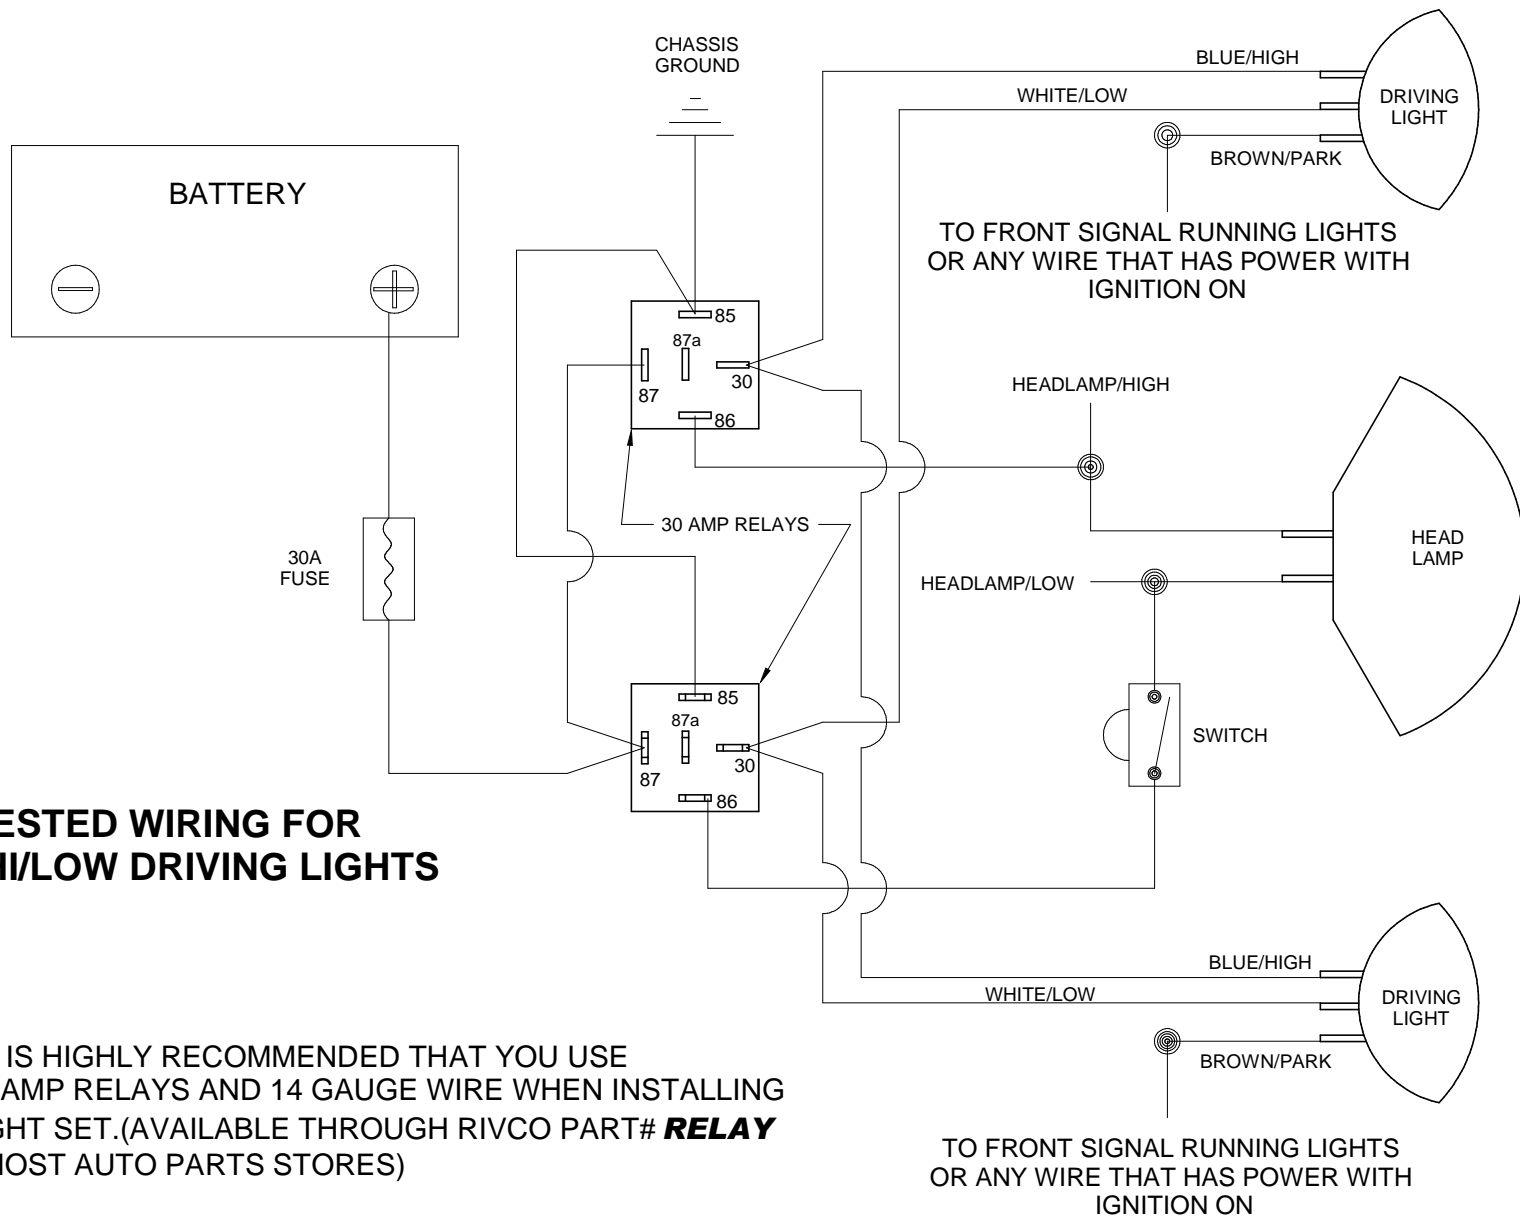 CHASSIS
GROUND
BLUE/HIGH
WHITE/LOW
DRIVING
LIGHT
BROWN/PARK
BATTERY
TO FRONT SIGNAL RUNNING LIGHTS
OR ANY WIRE THAT HAS POWER WITH
IGNITION ON
85
87a
30
87
86
HEADLAMP/HIGH
30 AMP RELAYS
HEAD
LAMP
30A
FUSE
HEADLAMP/LOW
85
87a
30
87
86
SWITCH
ESTED WIRING FOR
HI/LOW DRIVING LIGHTS
BLUE/HIGH
WHITE/LOW
DRIVING
LIGHT
BROWN/PARK
IS HIGHLY RECOMMENDED THAT YOU USE
AMP RELAYS AND 14 GAUGE WIRE WHEN INSTALLING
GHT SET.(AVAILABLE THROUGH RIVCO PART# RELAY
MOST AUTO PARTS STORES)
TO FRONT SIGNAL RUNNING LIGHTS
OR ANY WIRE THAT HAS POWER WITH
IGNITION ON